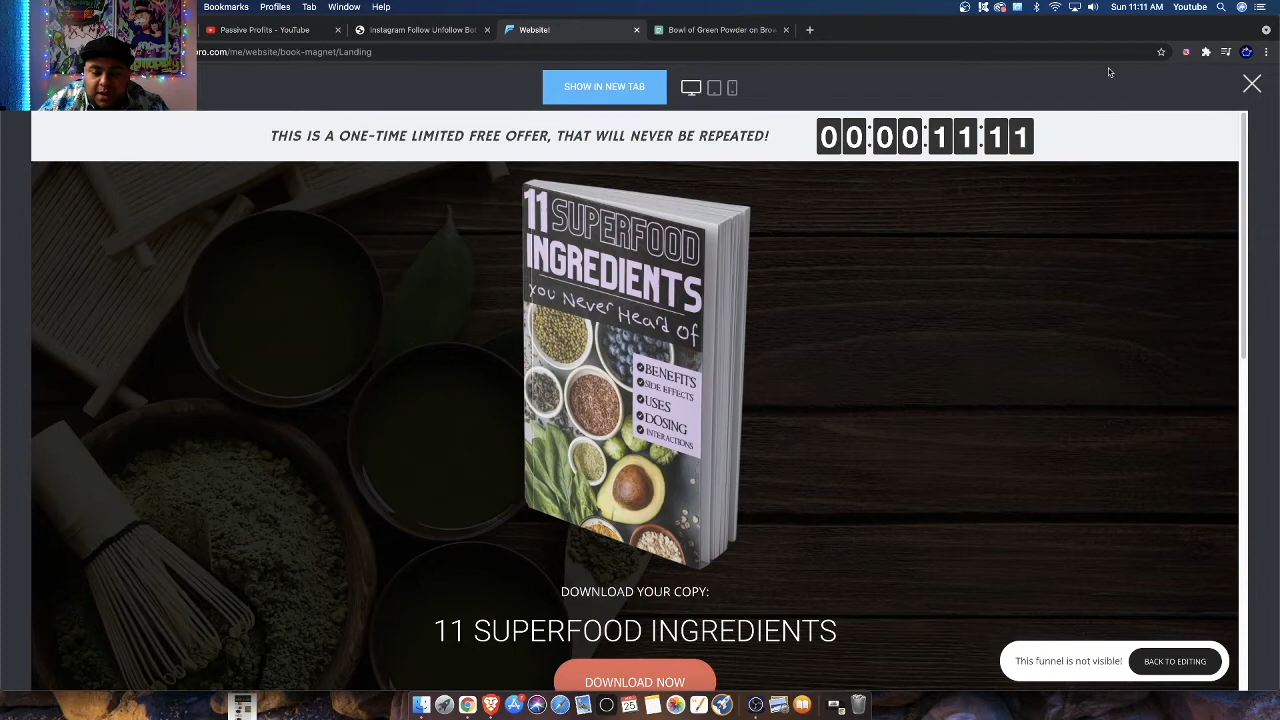 Bookmarks Profiles Tab Window Help
Sun 11:11 AM Youtube
Passive Profits - YouTube
Instagram Follow Unfollow Bot
Website!
Bowl of Green Powder on Brow
pro.com/me/website/book-magnet/Landing
SHOW IN NEW TAB
THIS IS A ONE-TIME LIMITED FREE OFFER, THAT WILL NEVER BE REPEATED!
00:00:11:11
11 SUPERFOOD
INGREDIENTS
you Never Heard Of
BENEFITS
SIDE EFFECTS
USES
DOSING
INTERACTIONS
DOWNLOAD YOUR COPY:
11 SUPERFOOD INGREDIENTS
DOWNLOAD NOW
This funnel is not visible!
BACK TO EDITING
25